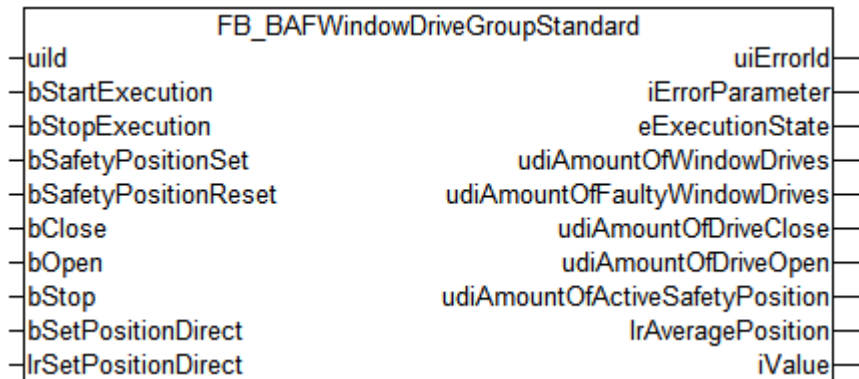 FB_BAFWindowDriveGroupStandard
uiId uiErrorId
bStartExecution iErrorParameter
bStopExecution eExecutionState
bSafetyPositionSet udiAmountOfWindowDrives
bSafetyPositionReset udiAmountOfFaultyWindowDrives
bClose udiAmountOfDriveClose
bOpen udiAmountOfDriveOpen
bStop udiAmountOfActiveSafetyPosition
bSetPositionDirect lrAveragePosition
lrSetPositionDirect iValue